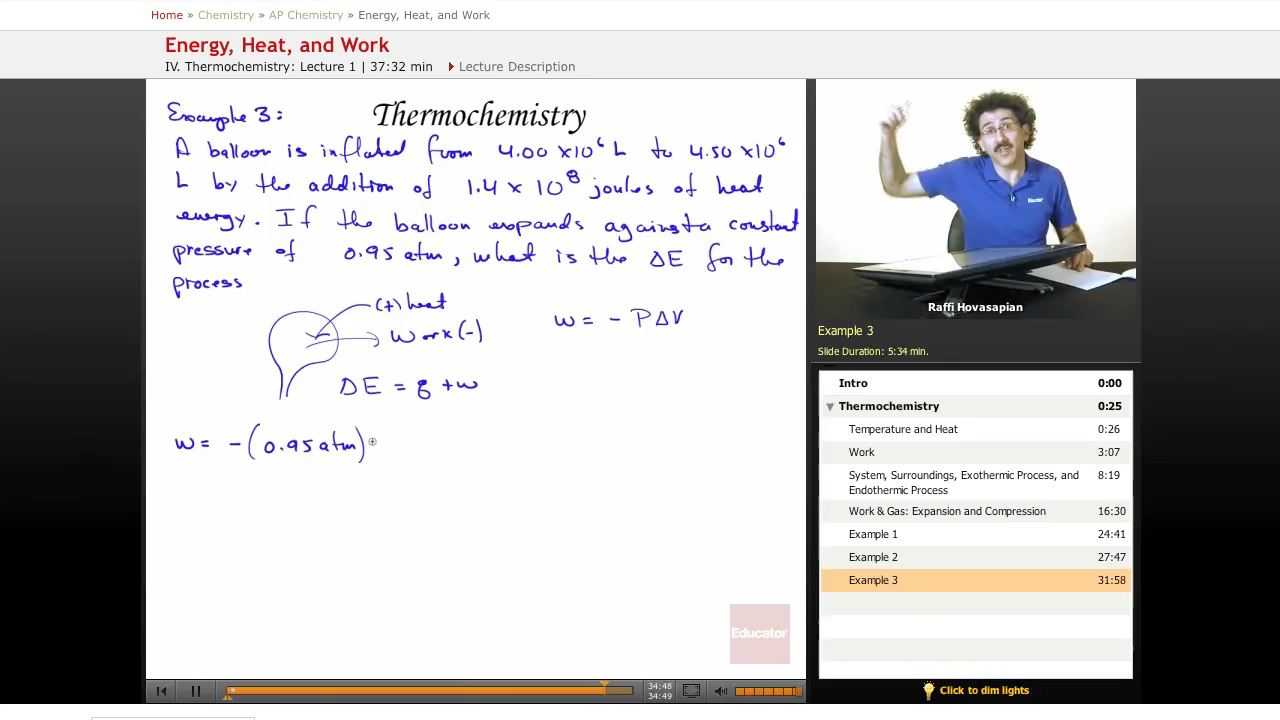 Home » Chemistry » AP Chemistry » Energy, Heat, and Work
Energy, Heat, and Work
IV. Thermochemistry: Lecture 1 | 37:32 min
Lecture Description
Example 3:
Thermochemistry
A balloon is inflated from 4.00 x10⁶ L to 4.50 x10⁶
L by the addition of 1.4 x 10⁸ joules of heat
energy. If the balloon expands against a constant
pressure of 0.95 atm, what is the ΔE for the
process
(+) heat
work (-)
w = - PΔV
ΔE = q + w
w = - (0.95 atm)
Educator
Raffi Hovasapian
Example 3
Slide Duration: 5:34 min.
Intro 0:00
Thermochemistry 0:25
Temperature and Heat 0:26
Work 3:07
System, Surroundings, Exothermic Process, and 8:19
Endothermic Process
Work & Gas: Expansion and Compression 16:30
Example 1 24:41
Example 2 27:47
Example 3 31:58
34:48
34:49
Click to dim lights